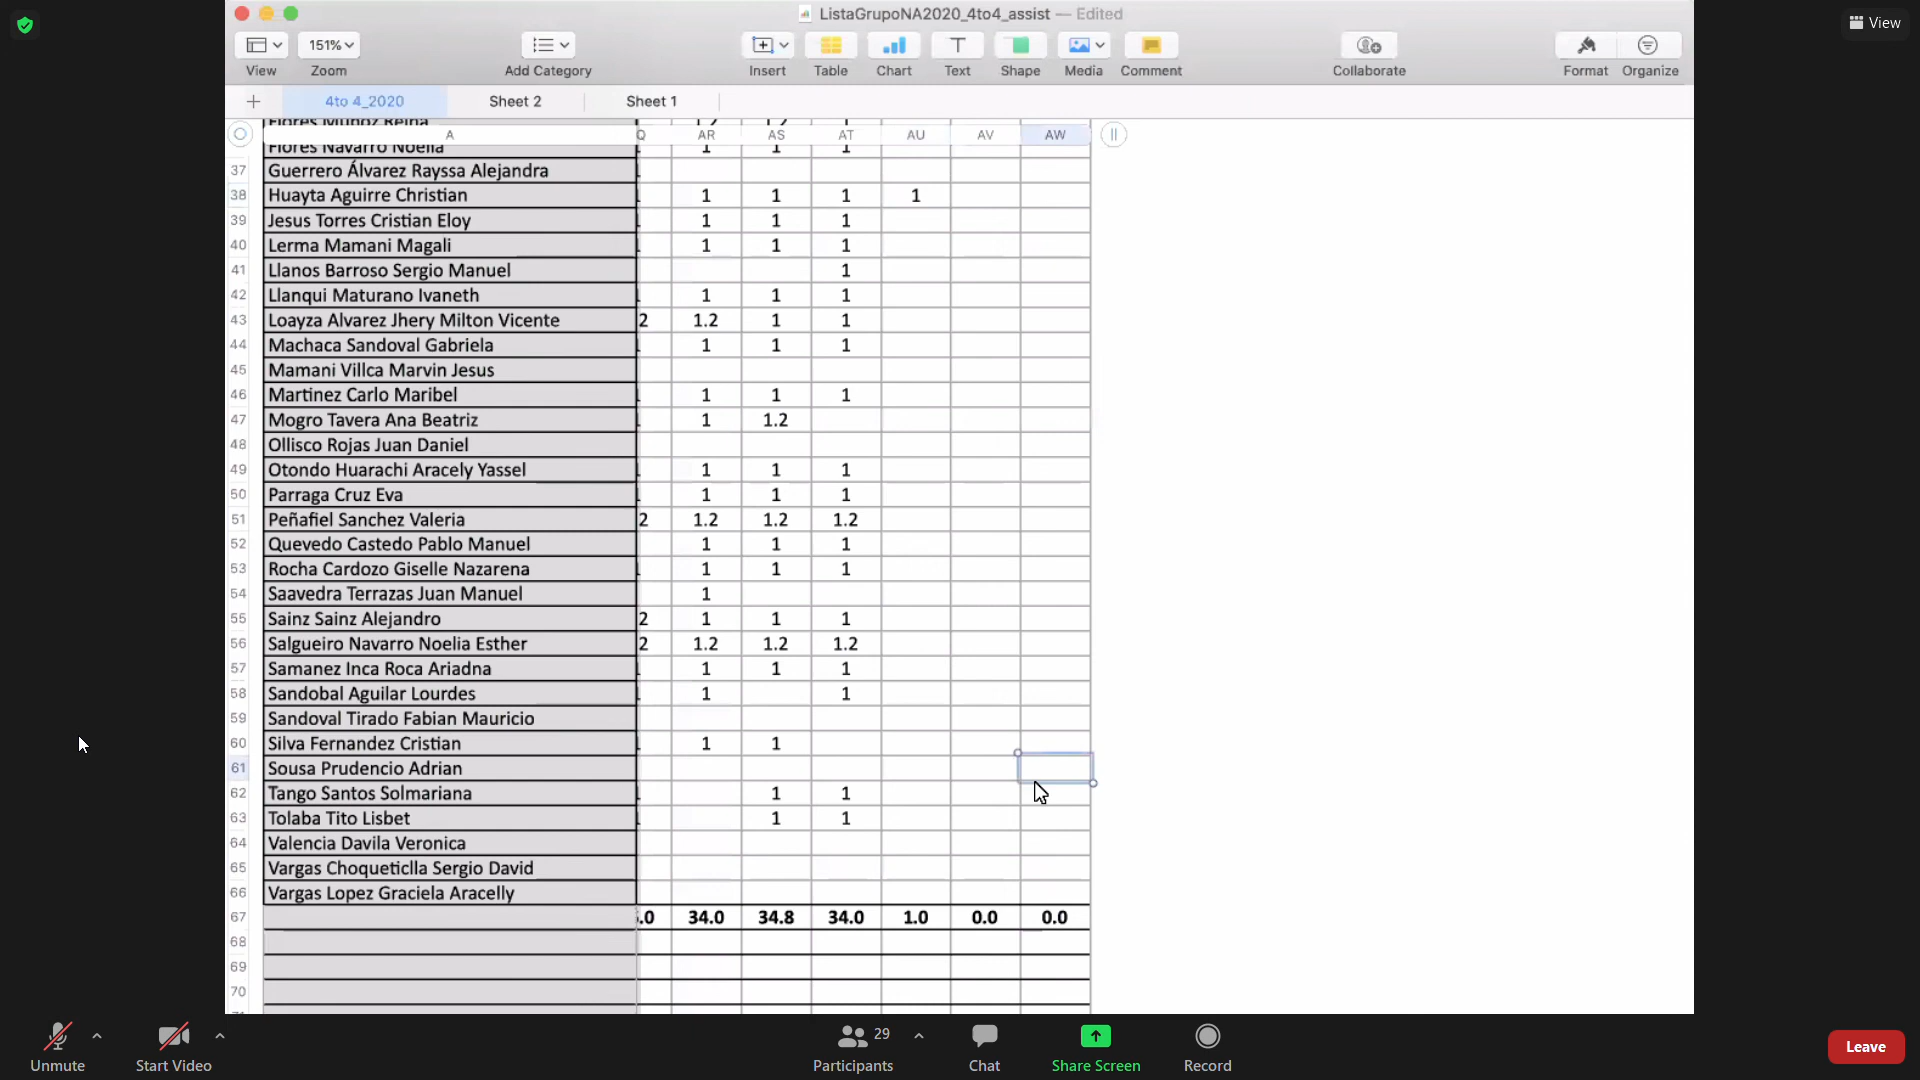 ListaGrupoNA2020_4to4_assist — Edited
View
151%
View Zoom Add Category Insert Table Chart Text Shape Media Comment Collaborate Format Organize
4to 4_2020 Sheet 2 Sheet 1
Flores Muñoz Reina
A Q AR AS AT AU AV AW
Flores Navarro Noelia 1 1 1
37 Guerrero Álvarez Rayssa Alejandra
38 Huayta Aguirre Christian 1 1 1 1
39 Jesus Torres Cristian Eloy 1 1 1
40 Lerma Mamani Magali 1 1 1
41 Llanos Barroso Sergio Manuel 1
42 Llanqui Maturano Ivaneth 1 1 1
43 Loayza Alvarez Jhery Milton Vicente 2 1.2 1 1
44 Machaca Sandoval Gabriela 1 1 1
45 Mamani Villca Marvin Jesus
46 Martinez Carlo Maribel 1 1 1
47 Mogro Tavera Ana Beatriz 1 1.2
48 Ollisco Rojas Juan Daniel
49 Otondo Huarachi Aracely Yassel 1 1 1
50 Parraga Cruz Eva 1 1 1
51 Peñafiel Sanchez Valeria 2 1.2 1.2 1.2
52 Quevedo Castedo Pablo Manuel 1 1 1
53 Rocha Cardozo Giselle Nazarena 1 1 1
54 Saavedra Terrazas Juan Manuel 1
55 Sainz Sainz Alejandro 2 1 1 1
56 Salgueiro Navarro Noelia Esther 2 1.2 1.2 1.2
57 Samanez Inca Roca Ariadna 1 1 1
58 Sandobal Aguilar Lourdes 1 1
59 Sandoval Tirado Fabian Mauricio
60 Silva Fernandez Cristian 1 1
61 Sousa Prudencio Adrian
62 Tango Santos Solmariana 1 1
63 Tolaba Tito Lisbet 1 1
64 Valencia Davila Veronica
65 Vargas Choqueticlla Sergio David
66 Vargas Lopez Graciela Aracelly
67 .0 34.0 34.8 34.0 1.0 0.0 0.0
68
69
70
29
Unmute Start Video Participants Chat Share Screen Record Leave